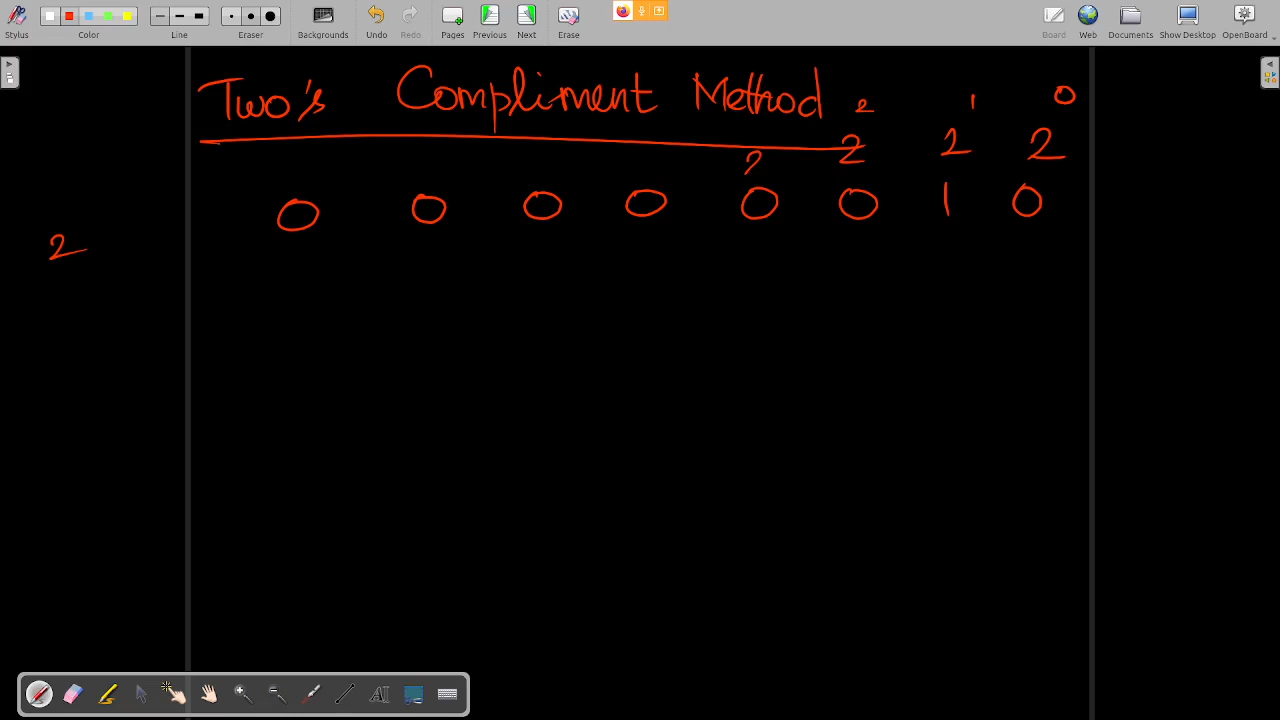 Stylus Color Line Eraser Backgrounds Undo Redo Pages Previous Next Erase Board Web Documents Show Desktop OpenBoard
Two's Compliment Method
2 1 0
2 2 2 2
0 0 0 0 0 0 1 0
2